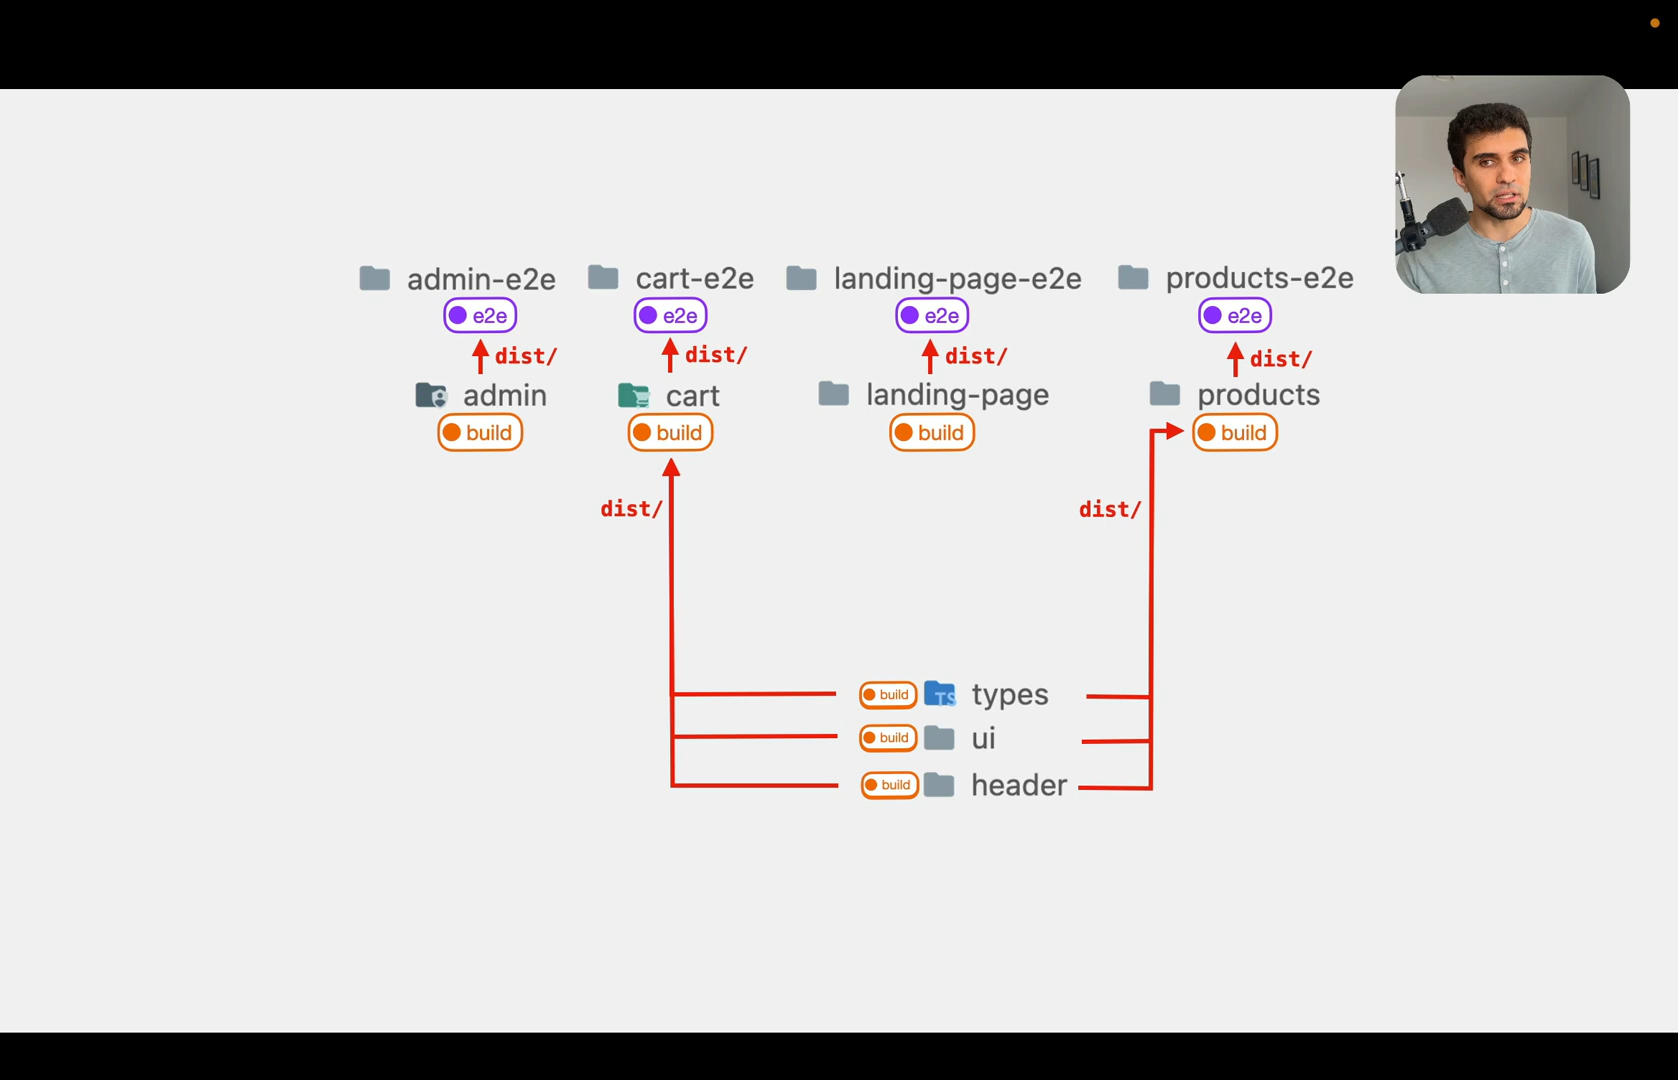 admin-e2e cart-e2e landing-page-e2e products-e2e
e2e e2e e2e e2e
dist/ dist/ dist/ dist/
admin cart landing-page products
build build build build
dist/ dist/
build TS types
build ui
build header